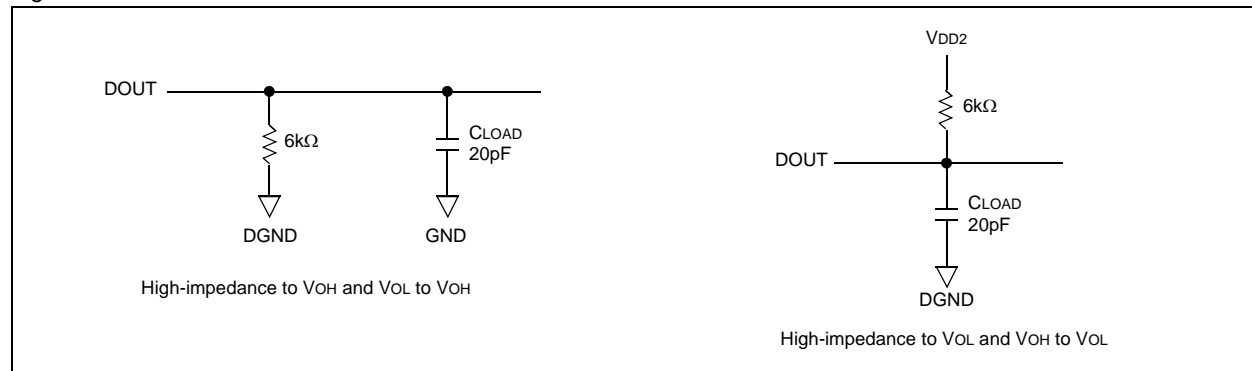 DOUT
6kΩ
CLOAD
20pF
DGND
GND
High-impedance to VOH and VOL to VOH
VDD2
6kΩ
DOUT
CLOAD
20pF
DGND
High-impedance to VOL and VOH to VOL